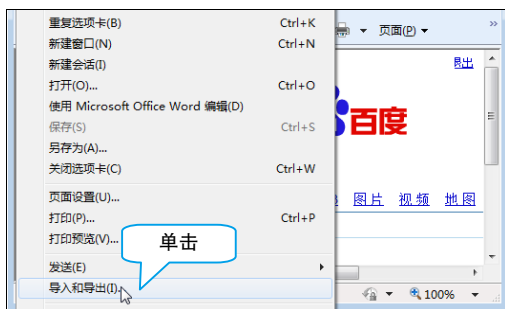 重复选项卡(B) Ctrl+K
新建窗口(N) Ctrl+N
新建会话(I)
打开(O)... Ctrl+O
使用 Microsoft Office Word 编辑(D)
保存(S) Ctrl+S
另存为(A)...
关闭选项卡(C) Ctrl+W
页面设置(U)...
打印(P)... Ctrl+P
打印预览(V)...
发送(E)
导入和导出(I)...
单击
页面(P)
»
百度
图片 视频 地图
100%